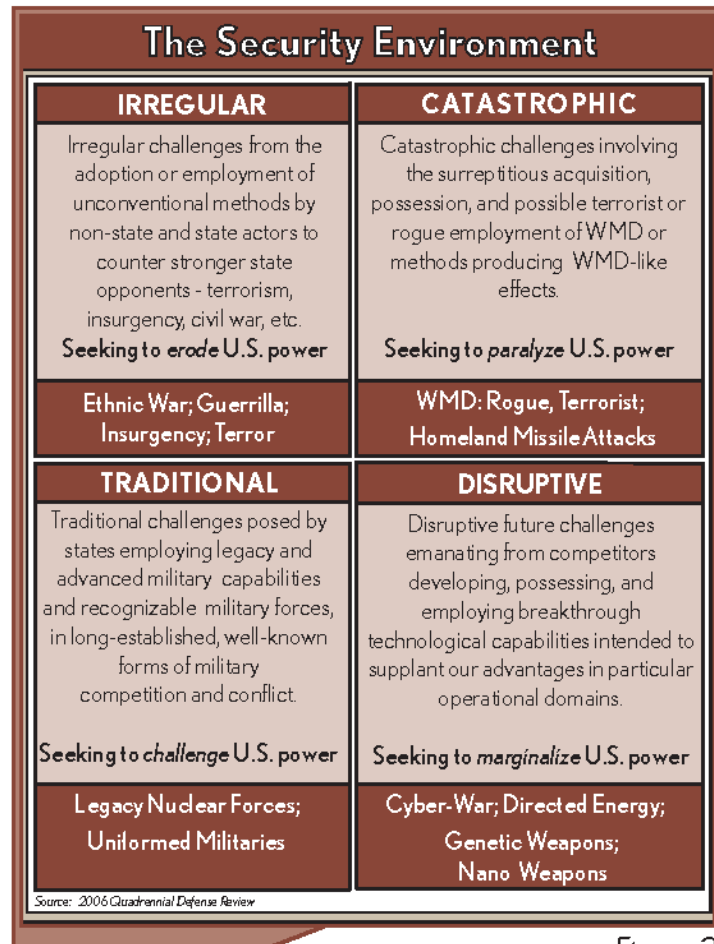 The Security Environment
IRREGULAR
Irregular challenges from the
adoption or employment of
unconventional methods by
non-state and state actors to
counter stronger state
opponents - terrorism,
insurgency, civil war, etc.
Seeking to erode U.S. power
Ethnic War; Guerrilla;
Insurgency; Terror
CATASTROPHIC
Catastrophic challenges involving
the surreptitious acquisition,
possession, and possible terrorist or
rogue employment of WMD or
methods producing WMD-like
effects.
Seeking to paralyze U.S. power
WMD: Rogue, Terrorist;
Homeland Missile Attacks
TRADITIONAL
Traditional challenges posed by
states employing legacy and
advanced military capabilities
and recognizable military forces,
in long-established, well-known
forms of military
competition and conflict.
Seeking to challenge U.S. power
Legacy Nuclear Forces;
Uniformed Militaries
DISRUPTIVE
Disruptive future challenges
emanating from competitors
developing, possessing, and
employing breakthrough
technological capabilities intended to
supplant our advantages in particular
operational domains.
Seeking to marginalize U.S. power
Cyber-War; Directed Energy;
Genetic Weapons;
Nano Weapons
Source: 2006 Quadrennial Defense Review